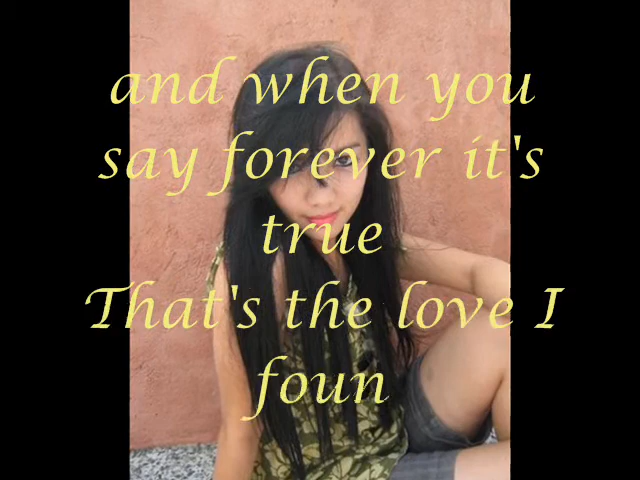 and when you
say forever it's
true
That's the love I
foun